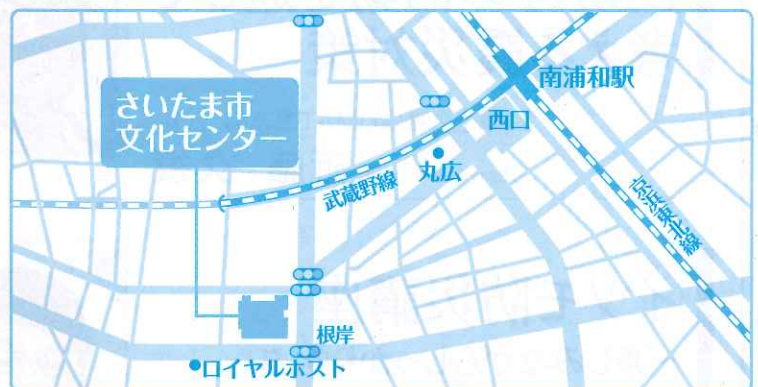 さいたま市
文化センター
南浦和駅
西口
丸広
武蔵野線
京浜東北線
根岸
ロイヤルホスト